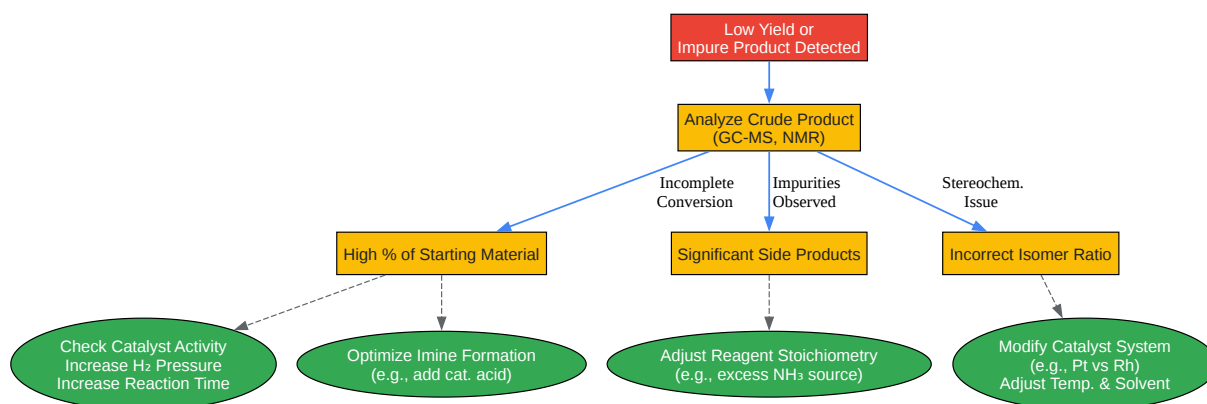 Low Yield or
Impure Product Detected
Analyze Crude Product
(GC-MS, NMR)
Incomplete
Conversion
Impurities
Observed
Stereochem.
Issue
High % of Starting Material
Significant Side Products
Incorrect Isomer Ratio
Check Catalyst Activity
Increase H₂ Pressure
Increase Reaction Time
Optimize Imine Formation
(e.g., add cat. acid)
Adjust Reagent Stoichiometry
(e.g., excess NH₃ source)
Modify Catalyst System
(e.g., Pt vs Rh)
Adjust Temp. & Solvent